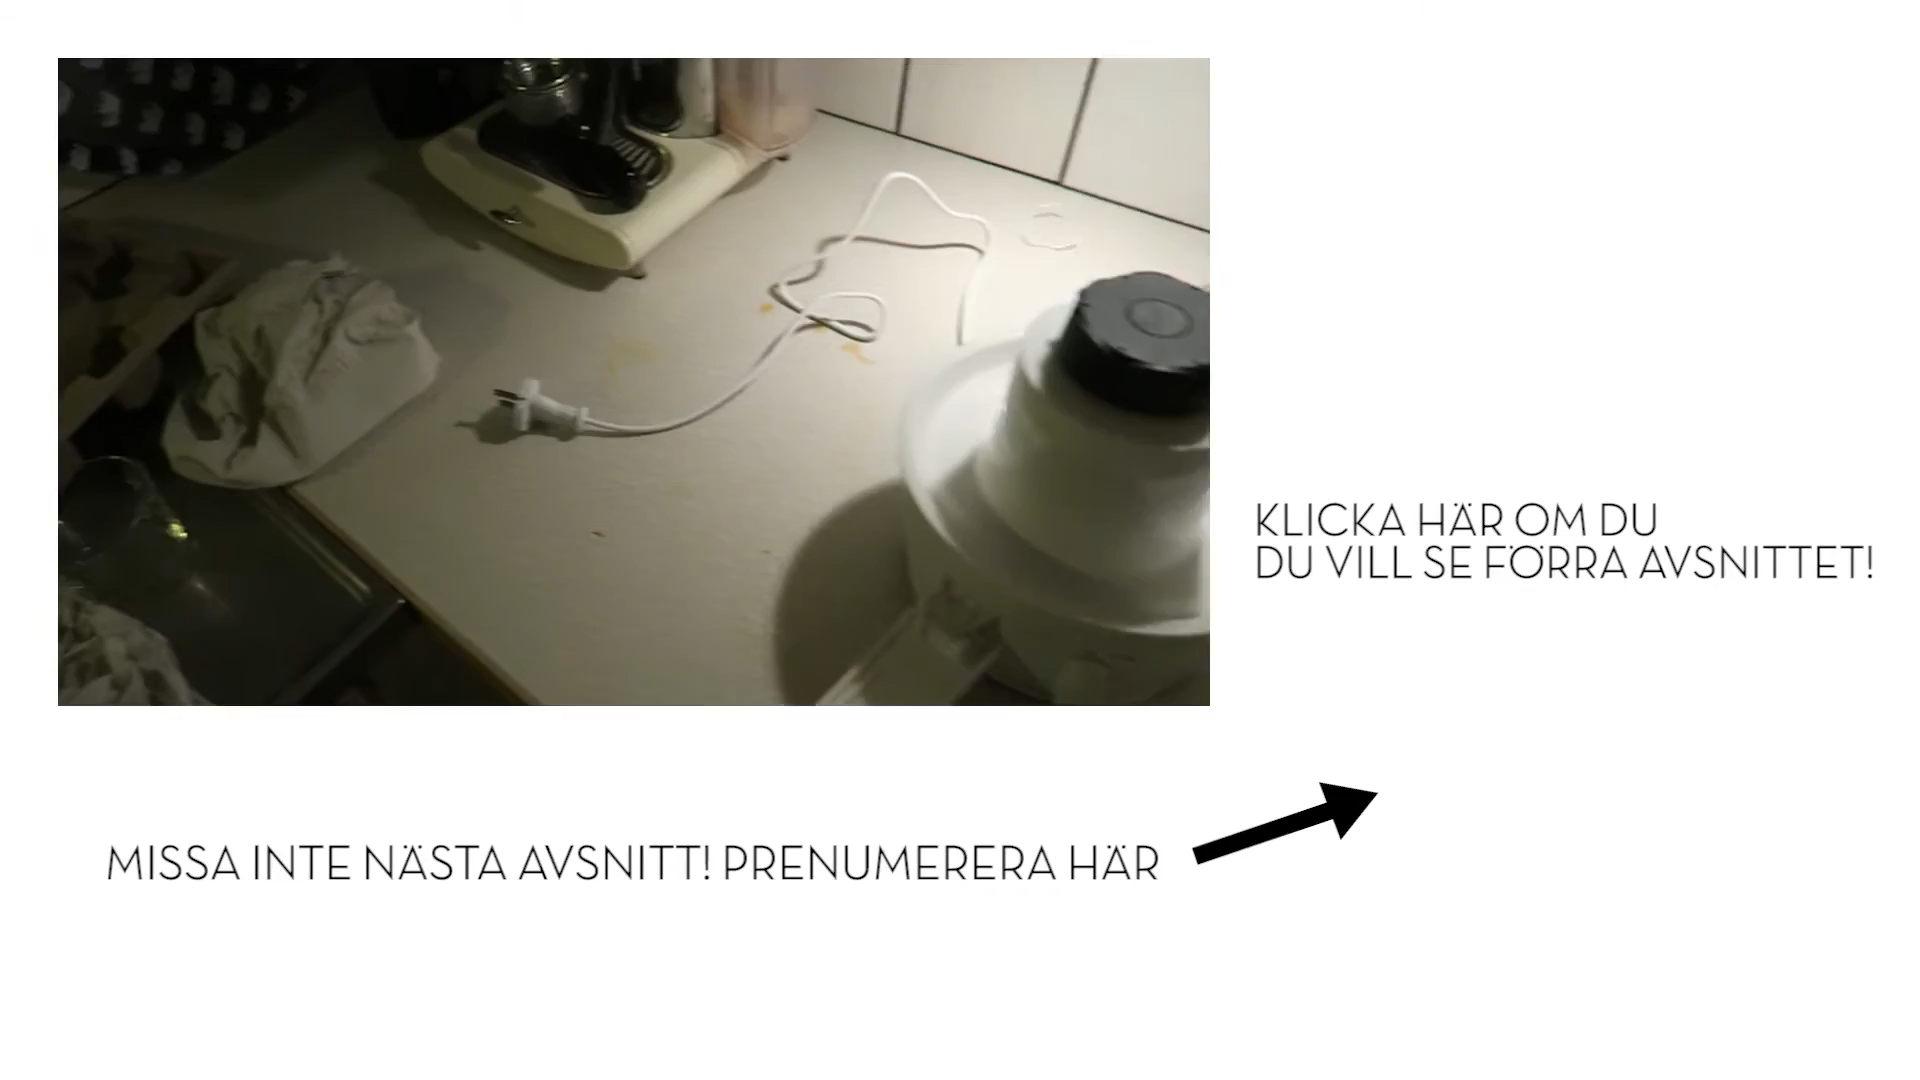 KLICKA HÄR OM DU
DU VILL SE FÖRRA AVSNITTET!
MISSA INTE NÄSTA AVSNITT! PRENUMERERA HÄR